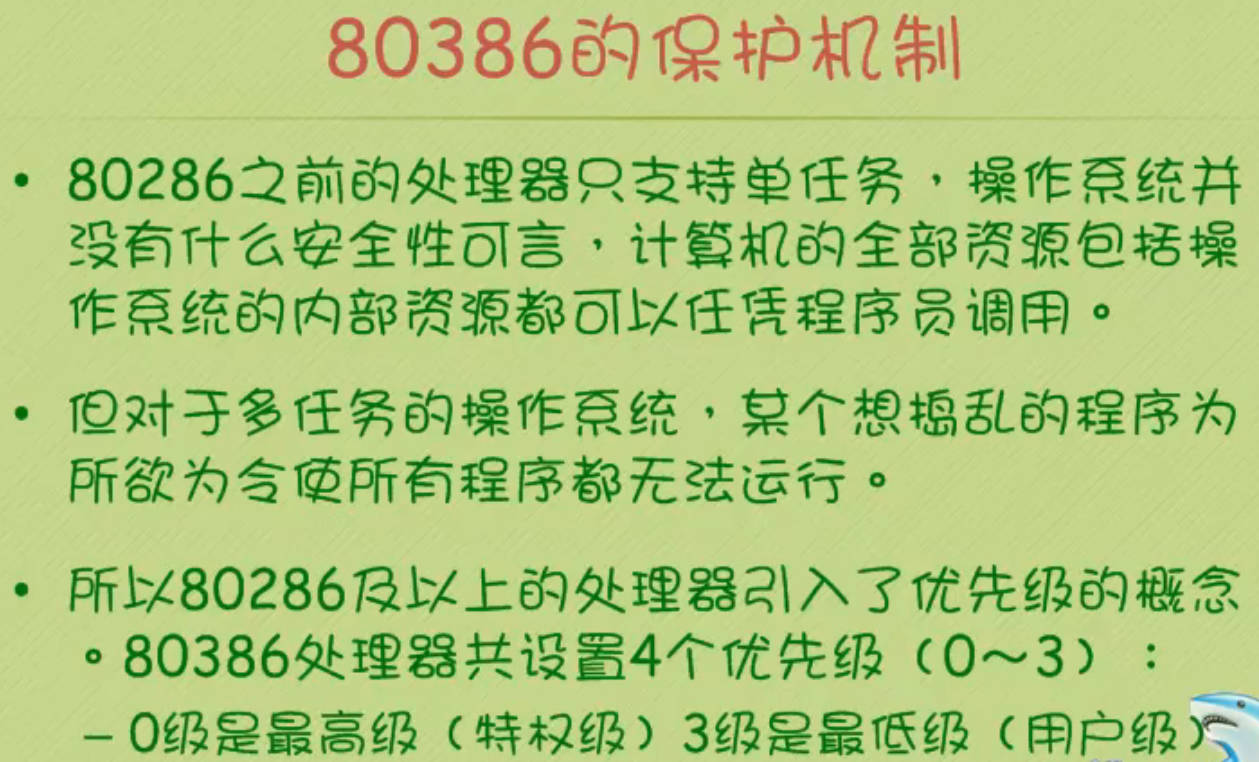 80386的保护机制
• 80286之前的处理器只支持单任务，操作系统并
没有什么安全性可言，计算机的全部资源包括操
作系统的内部资源都可以任凭程序员调用。
• 但对于多任务的操作系统，某个想捣乱的程序为
所欲为令使所有程序都无法运行。
• 所以80286及以上的处理器引入了优先级的概念
。80386处理器共设置4个优先级（0～3）：
– 0级是最高级（特权级）3级是最低级（用户级）